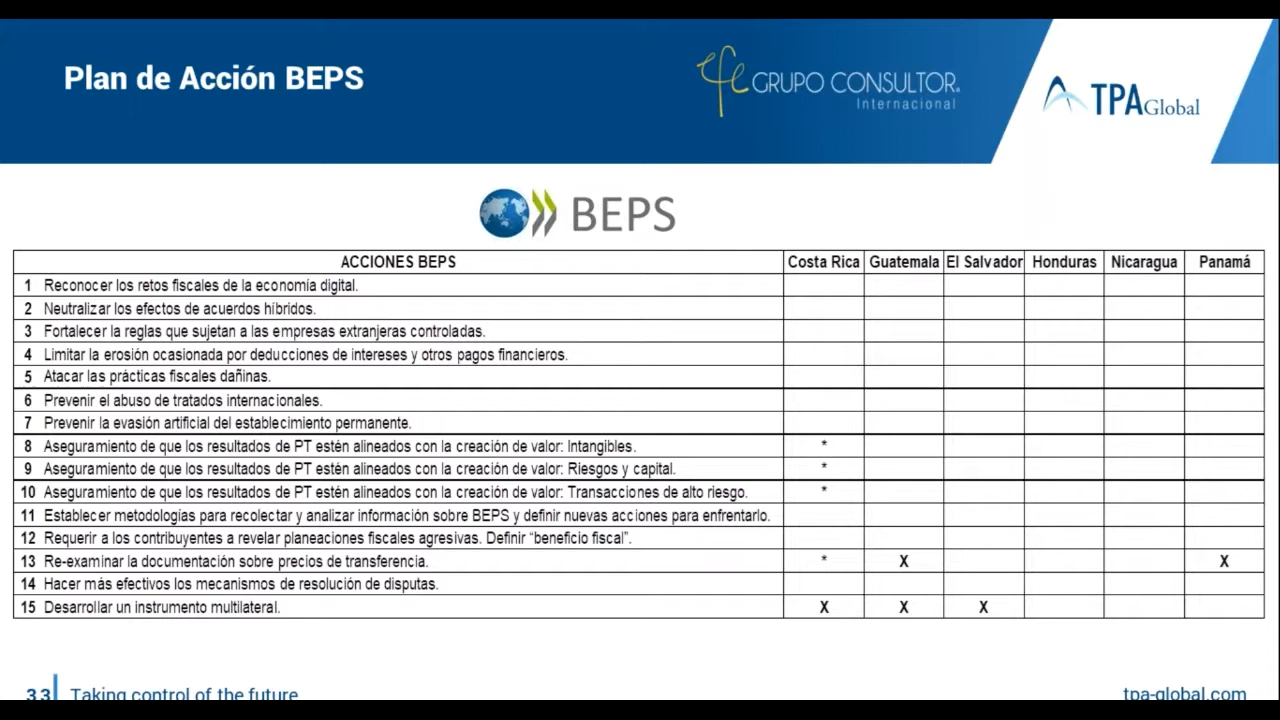 Plan de Acción BEPS
efe GRUPO CONSULTOR®
Internacional
TPA Global
BEPS
ACCIONES BEPS Costa Rica Guatemala El Salvador Honduras Nicaragua Panamá
1 Reconocer los retos fiscales de la economía digital.
2 Neutralizar los efectos de acuerdos híbridos.
3 Fortalecer la reglas que sujetan a las empresas extranjeras controladas.
4 Limitar la erosión ocasionada por deducciones de intereses y otros pagos financieros.
5 Atacar las prácticas fiscales dañinas.
6 Prevenir el abuso de tratados internacionales.
7 Prevenir la evasión artificial del establecimiento permanente.
8 Aseguramiento de que los resultados de PT estén alineados con la creación de valor: Intangibles. *
9 Aseguramiento de que los resultados de PT estén alineados con la creación de valor: Riesgos y capital. *
10 Aseguramiento de que los resultados de PT estén alineados con la creación de valor: Transacciones de alto riesgo. *
11 Establecer metodologías para recolectar y analizar información sobre BEPS y definir nuevas acciones para enfrentarlo.
12 Requerir a los contribuyentes a revelar planeaciones fiscales agresivas. Definir “beneficio fiscal”.
13 Re-examinar la documentación sobre precios de transferencia. * X X
14 Hacer más efectivos los mecanismos de resolución de disputas.
15 Desarrollar un instrumento multilateral. X X X
33 Taking control of the future
tpa-global.com